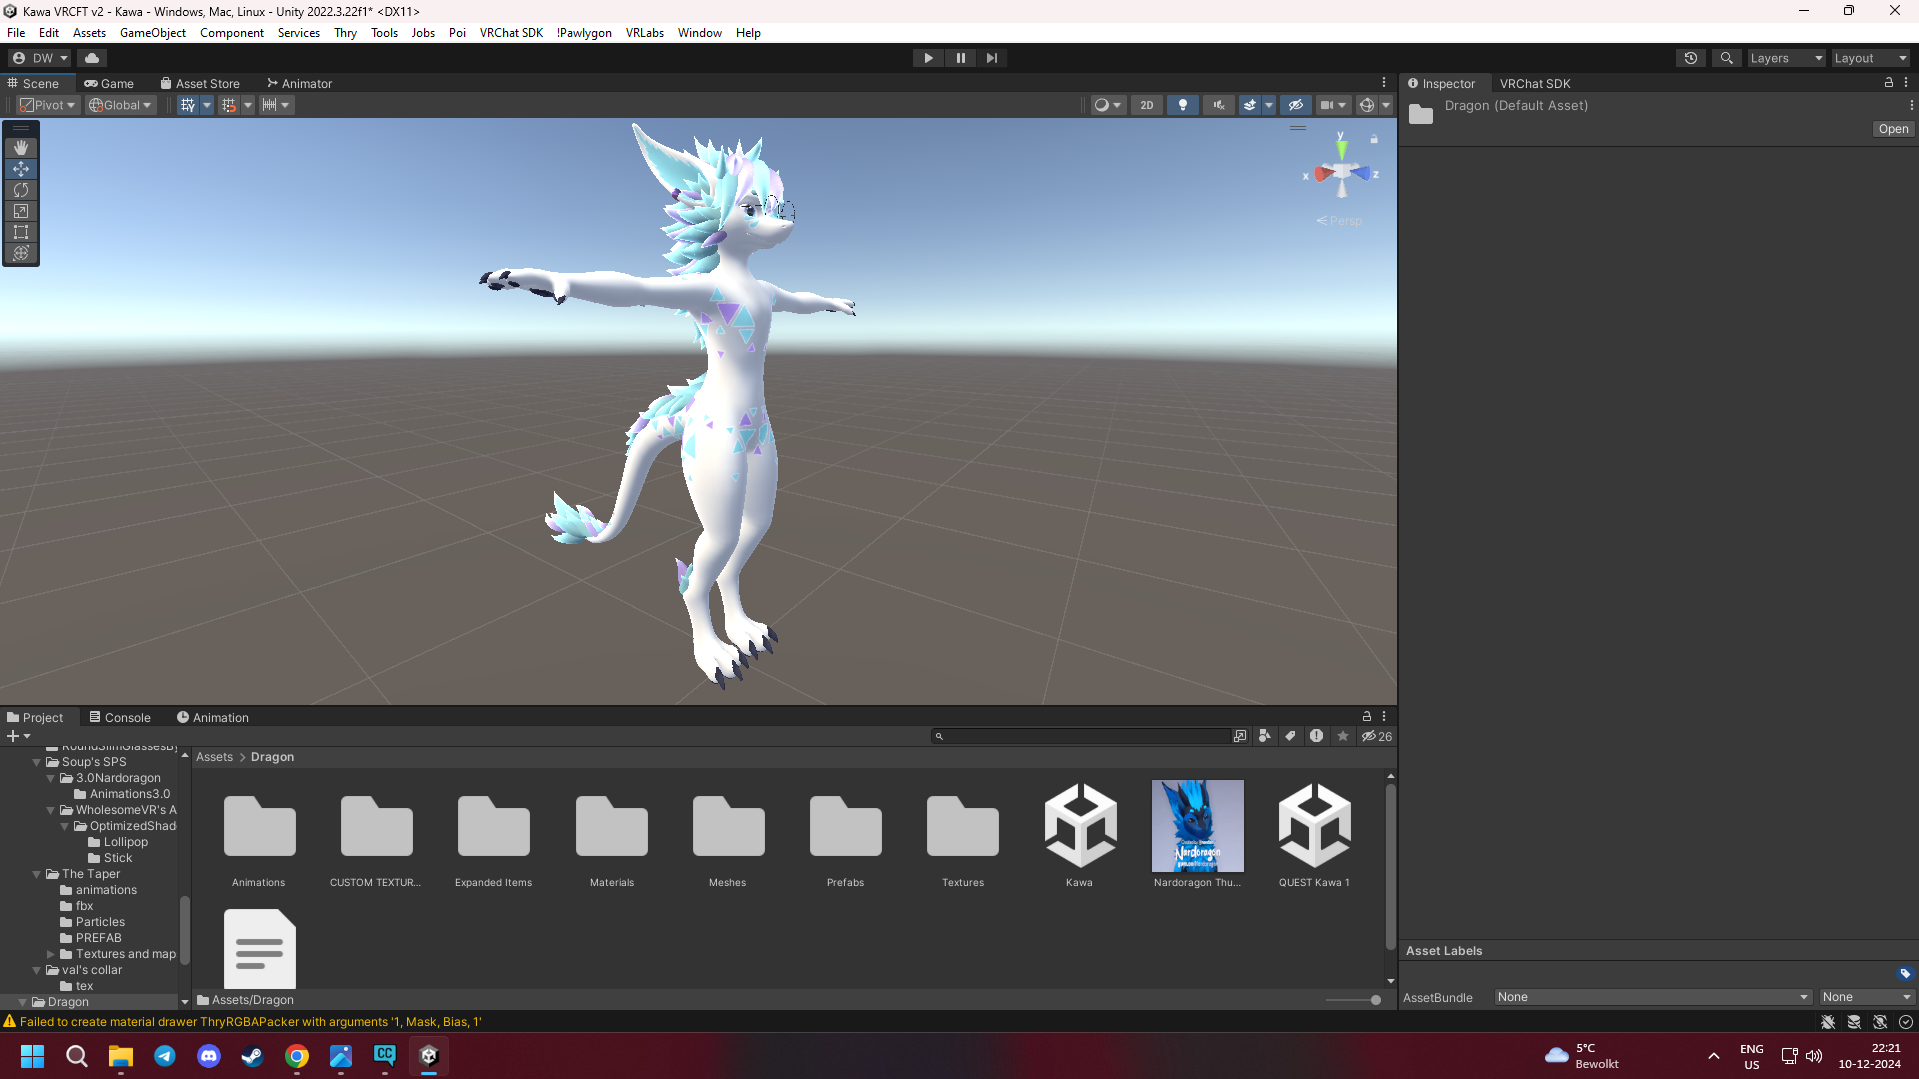 Kawa VRCFT v2 - Kawa - Windows, Mac, Linux - Unity 2022.3.22f1* <DX11>
File Edit Assets GameObject Component Services Thry Tools Jobs Poi VRChat SDK !Pawlygon VRLabs Window Help
DW Layers Layout
Scene Game Asset Store Animator Inspector VRChat SDK
Pivot Global 2D
Dragon (Default Asset)
Open
y
x z
Persp
Project Console Animation
26
RoundSlimGlassesBy
Assets > Dragon
Soup's SPS
3.0Nardoragon
Animations3.0
WholesomeVR's A
OptimizedShad
Lollipop
Stick
The Taper
animations
fbx
Particles
PREFAB
Textures and map
val's collar
tex
Dragon
Nardoragon
Animations CUSTOM TEXTUR... Expanded Items Materials Meshes Prefabs Textures Kawa Nardoragon Thu... QUEST Kawa 1
Assets/Dragon
Asset Labels
AssetBundle None None
Failed to create material drawer ThryRGBAPacker with arguments '1, Mask, Bias, 1'
CC
5°C
Bewolkt
ENG
US
22:21
10-12-2024